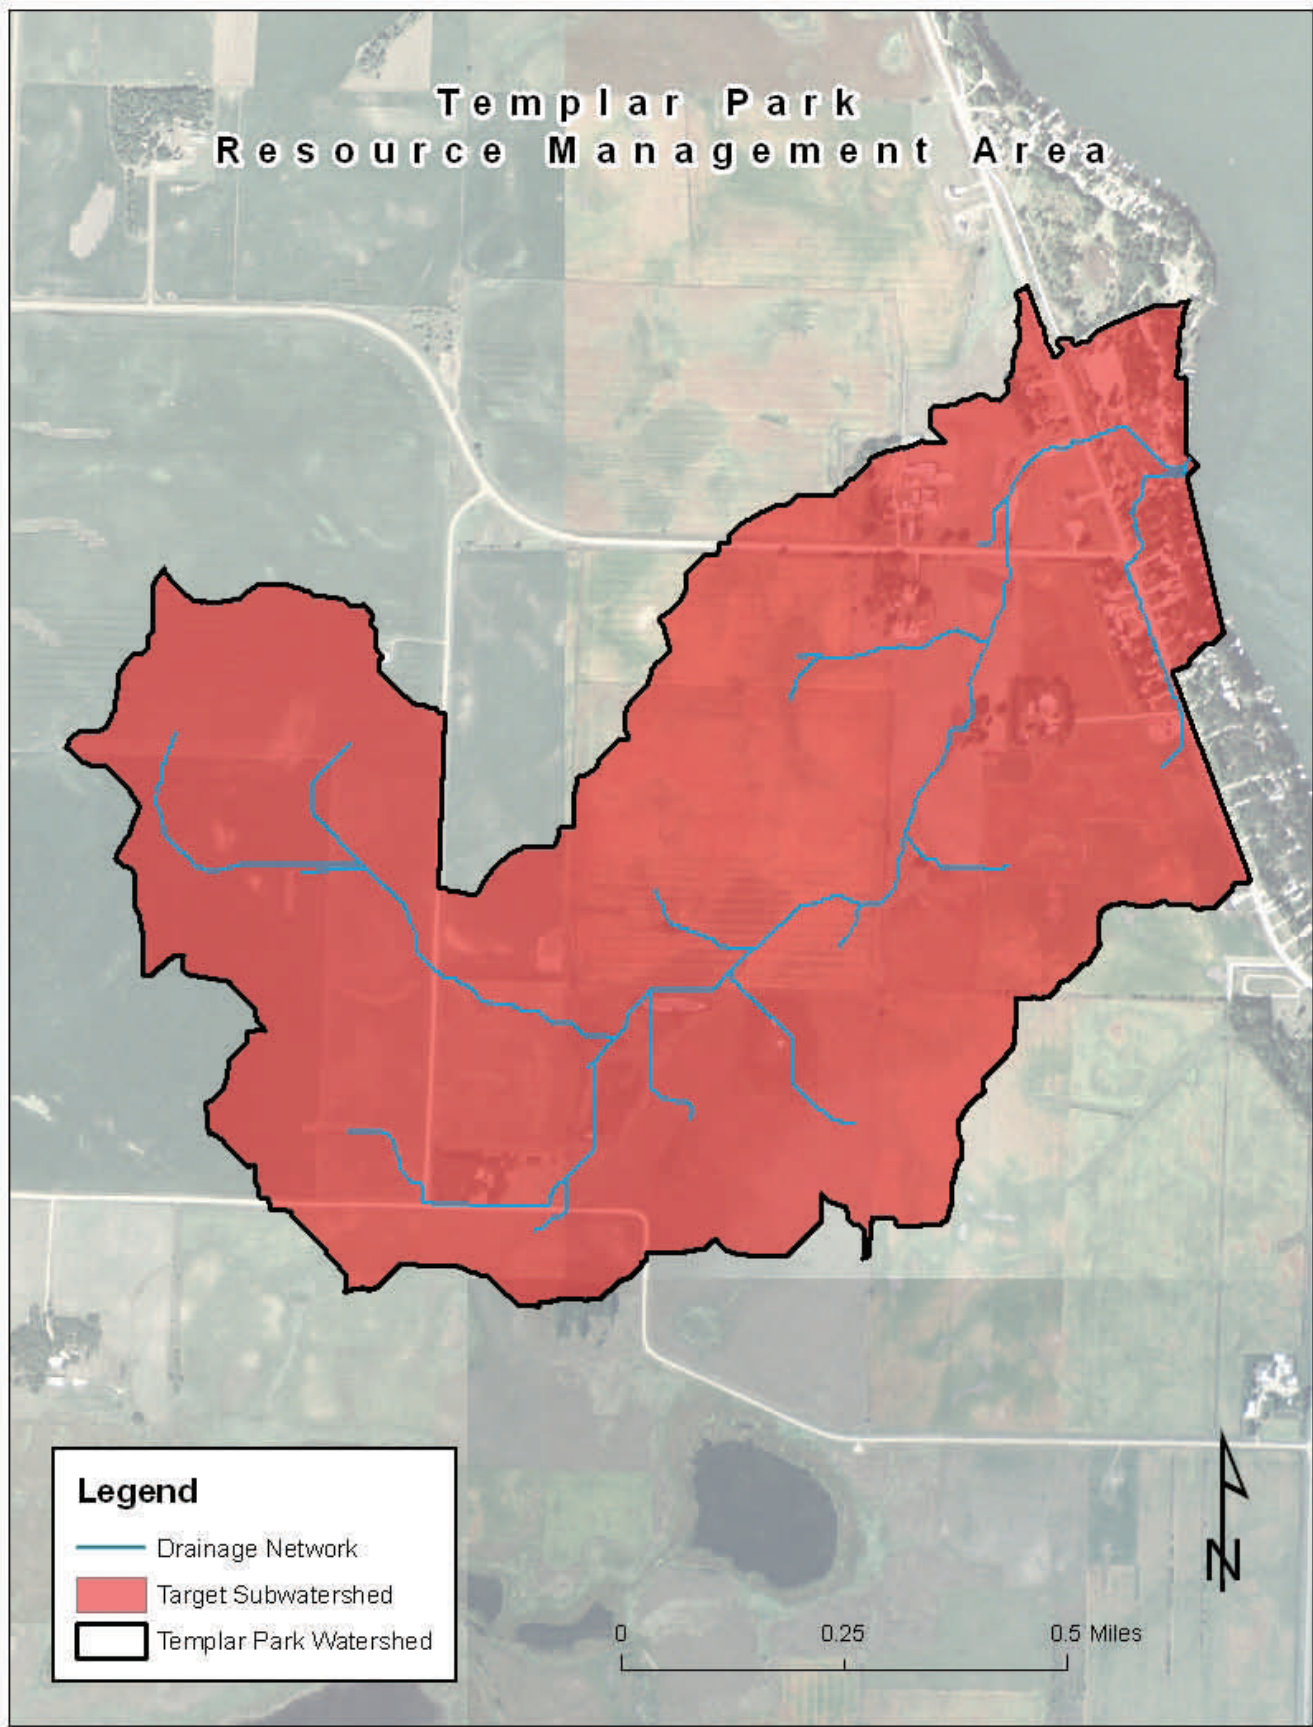 Templar Park
Resource Management Area
Legend
Drainage Network
Target Subwatershed
Templar Park Watershed
0 0.25 0.5 Miles
N